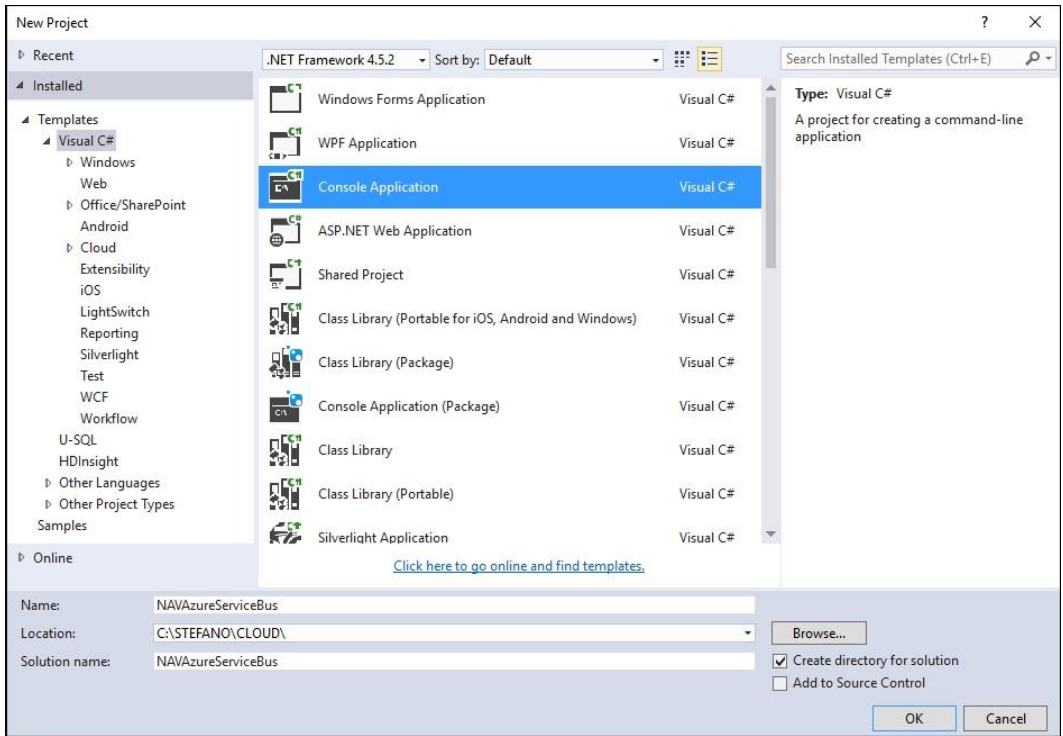 New Project
? ×
Recent
Installed
Templates
Visual C#
Windows
Web
Office/SharePoint
Android
Cloud
Extensibility
iOS
LightSwitch
Reporting
Silverlight
Test
WCF
Workflow
U-SQL
HDInsight
Other Languages
Other Project Types
Samples
Online
.NET Framework 4.5.2 Sort by: Default
Windows Forms Application Visual C#
WPF Application Visual C#
Console Application Visual C#
ASP.NET Web Application Visual C#
Shared Project Visual C#
Class Library (Portable for iOS, Android and Windows) Visual C#
Class Library (Package) Visual C#
Console Application (Package) Visual C#
Class Library Visual C#
Class Library (Portable) Visual C#
Silverlight Application Visual C#
Click here to go online and find templates.
Search Installed Templates (Ctrl+E)
Type: Visual C#
A project for creating a command-line
application
Name: NAVAzureServiceBus
Location: C:\STEFANO\CLOUD\ Browse...
Solution name: NAVAzureServiceBus
Create directory for solution
Add to Source Control
OK Cancel